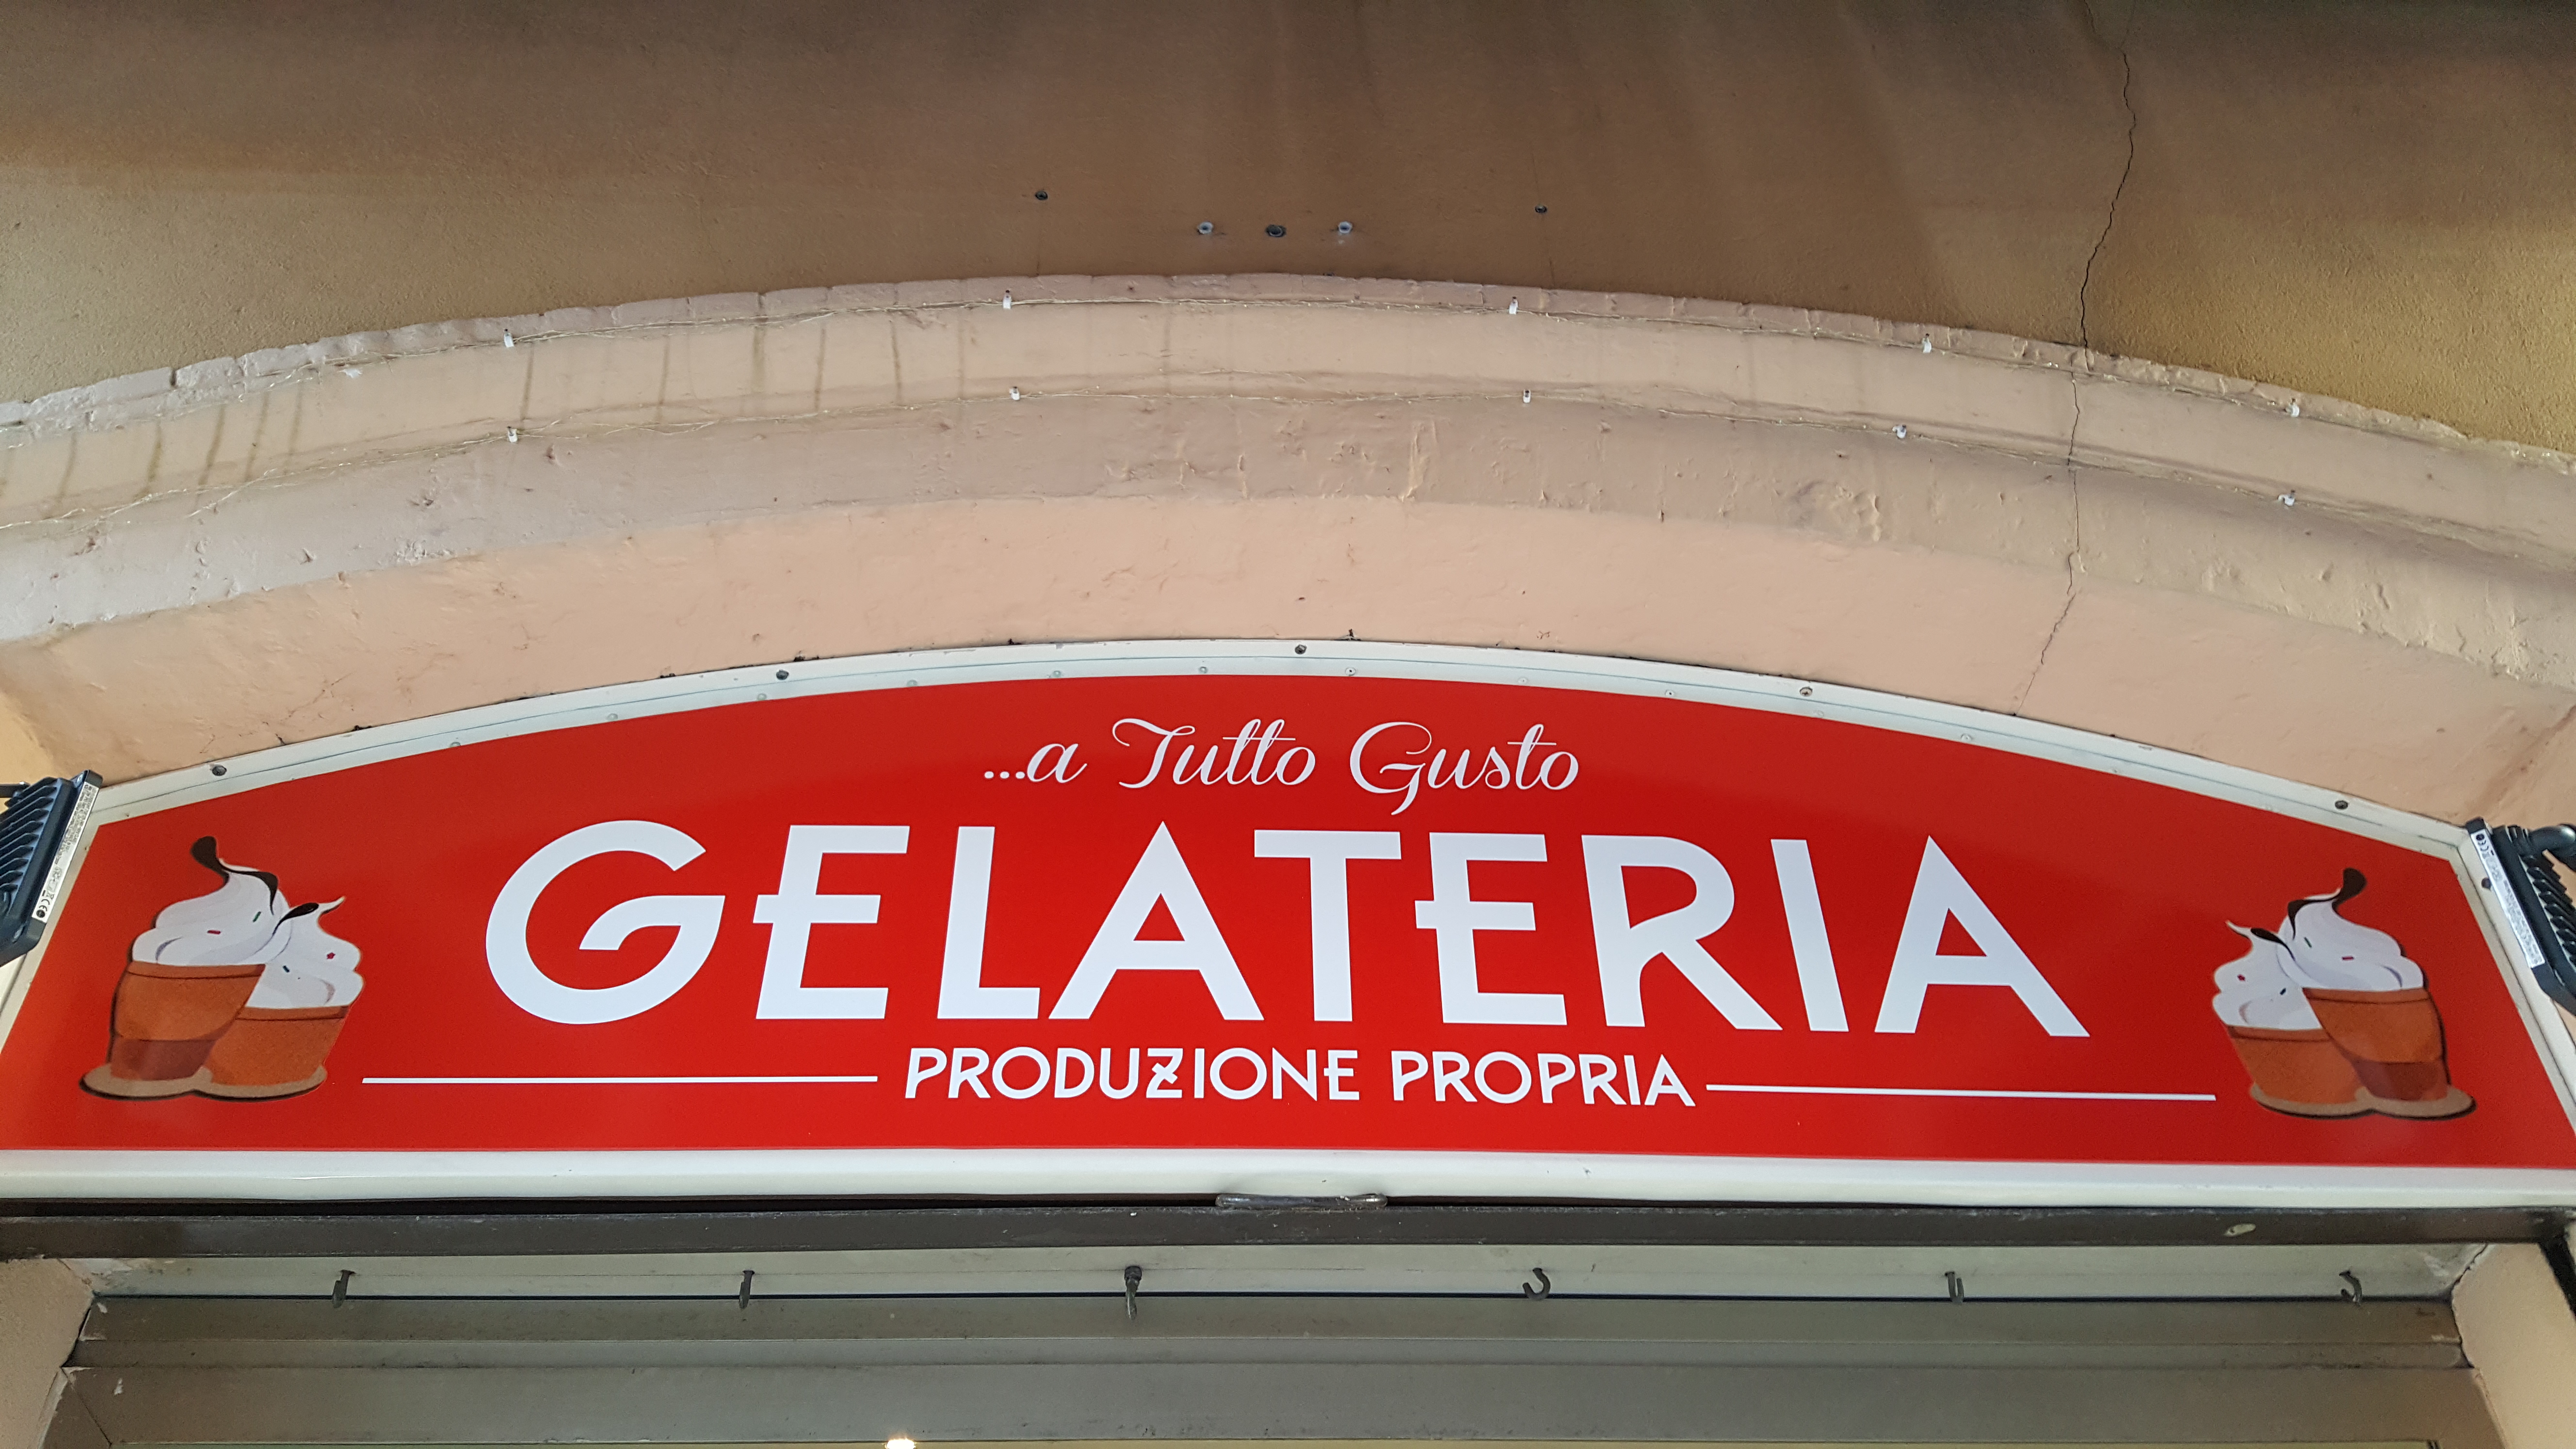 ...a Tutto Gusto
GELATERIA
PRODUZIONE PROPRIA